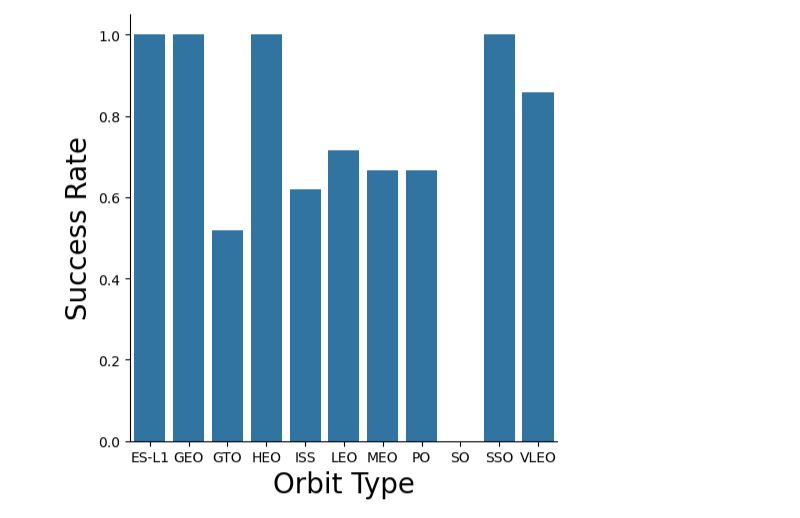 Success Rate
1.0
0.8
0.6
0.4
0.2
0.0
ES-L1 GEO GTO HEO ISS LEO MEO PO SO SSO VLEO
Orbit Type